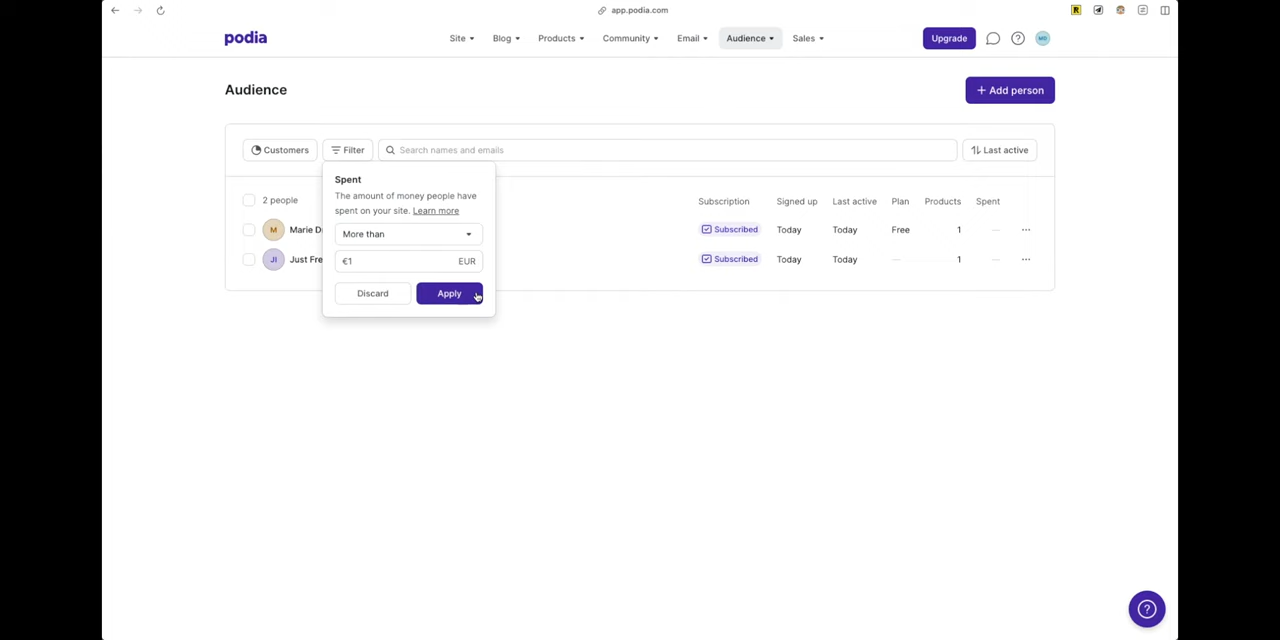 app.podia.com
podia
Site Blog Products Community Email Audience Sales Upgrade MD
Audience
+ Add person
Customers Filter Search names and emails Last active
Spent
The amount of money people have
spent on your site. Learn more
More than
€1 EUR
Discard Apply
2 people Subscription Signed up Last active Plan Products Spent
M Marie D Subscribed Today Today Free 1 —
JI Just Fre Subscribed Today Today — 1 —